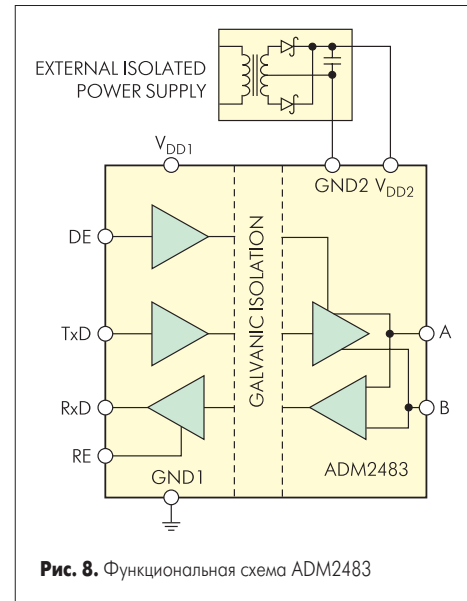 EXTERNAL ISOLATED
POWER SUPPLY
VDD1
GND2 VDD2
DE
GALVANIC ISOLATION
TxD
A
RxD
B
RE
GND1
ADM2483
Рис. 8. Функциональная схема ADM2483